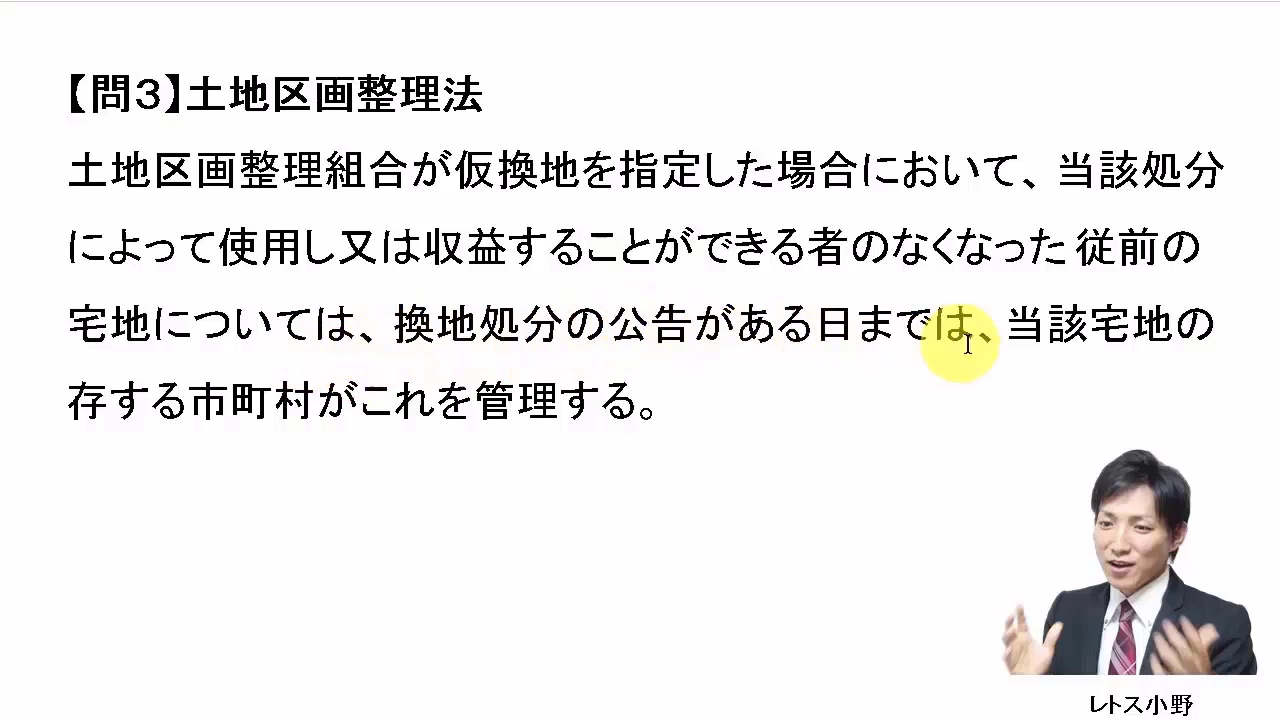 【問３】土地区画整理法
土地区画整理組合が仮換地を指定した場合において、当該処分
によって使用し又は収益することができる者のなくなった従前の
宅地については、換地処分の公告がある日までは、当該宅地の
存する市町村がこれを管理する。
レトス小野